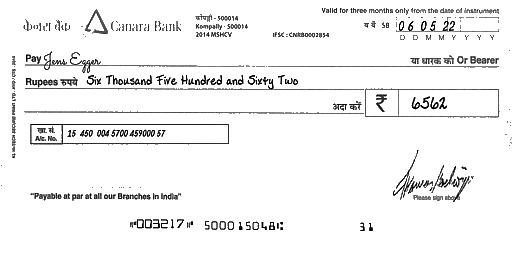 केनरा बैंक Canara Bank
कोंपल्ली - 500014
Kompally - 500014
2014 MSHCV
IFSC : CNRB0002854
Valid for three months only from the date of instrument
SB 06 05 22
D D M M Y Y Y Y
Pay Jens Egger
या धारक को Or Bearer
Rupees रुपये Six Thousand Five Hundred and Sixty Two
अदा करें ₹ 6562
खा. सं.
A/c. No. 15 450 004 5700 459000 57
Please sign above
"Payable at par at all our Branches in India"
⑈003217⑈ 500015048⑆ 31